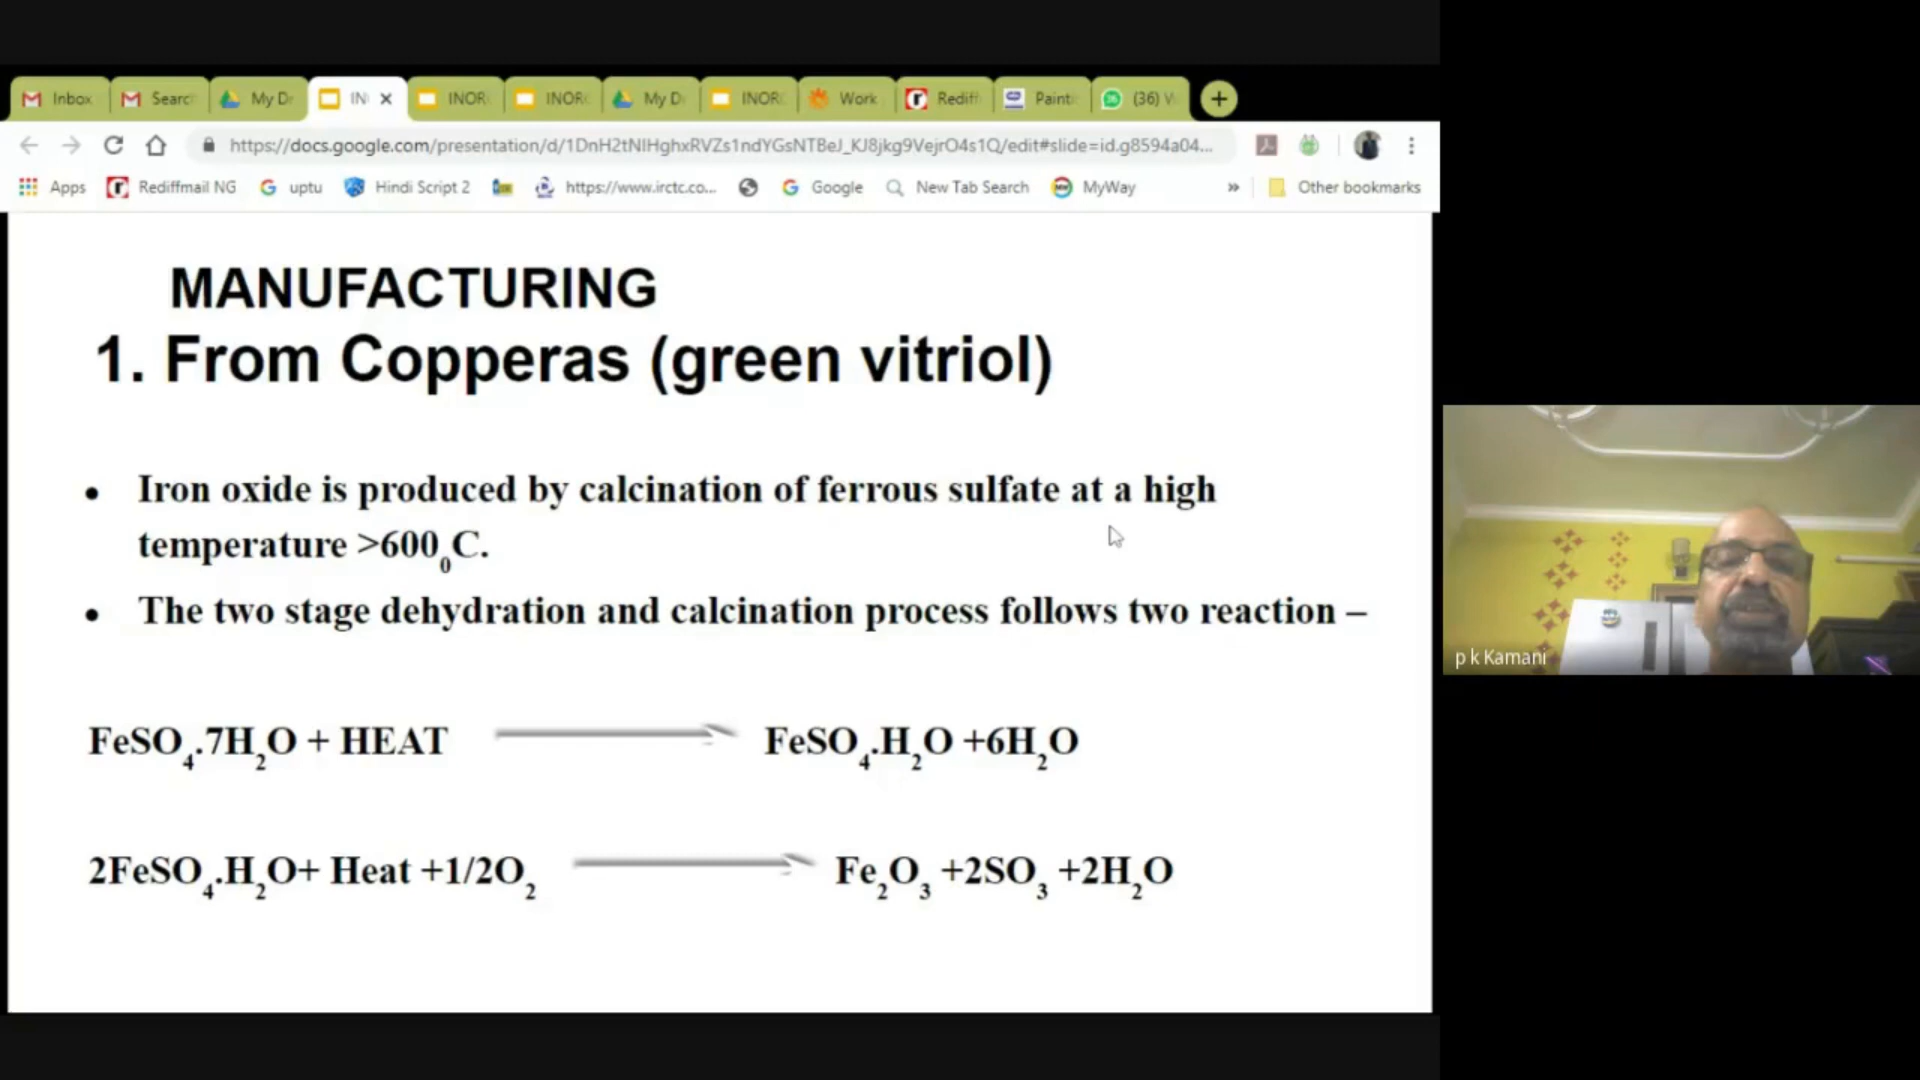 Inbox Searc My Dr IN INOR INOR My D INOR Work Rediff Paint (36) W
https://docs.google.com/presentation/d/1DnH2tNlHghxRVZs1ndYGsNTBeJ_KJ8jkg9VejrO4s1Q/edit#slide=id.g8594a04...
Apps Rediffmail NG uptu Hindi Script 2 https://www.irctc.co... Google New Tab Search MyWay » Other bookmarks
MANUFACTURING
1. From Copperas (green vitriol)
• Iron oxide is produced by calcination of ferrous sulfate at a high
temperature >600₀C.
• The two stage dehydration and calcination process follows two reaction –
FeSO₄.7H₂O + HEAT FeSO₄.H₂O +6H₂O
2FeSO₄.H₂O+ Heat +1/2O₂ Fe₂O₃ +2SO₃ +2H₂O
p k Kamani